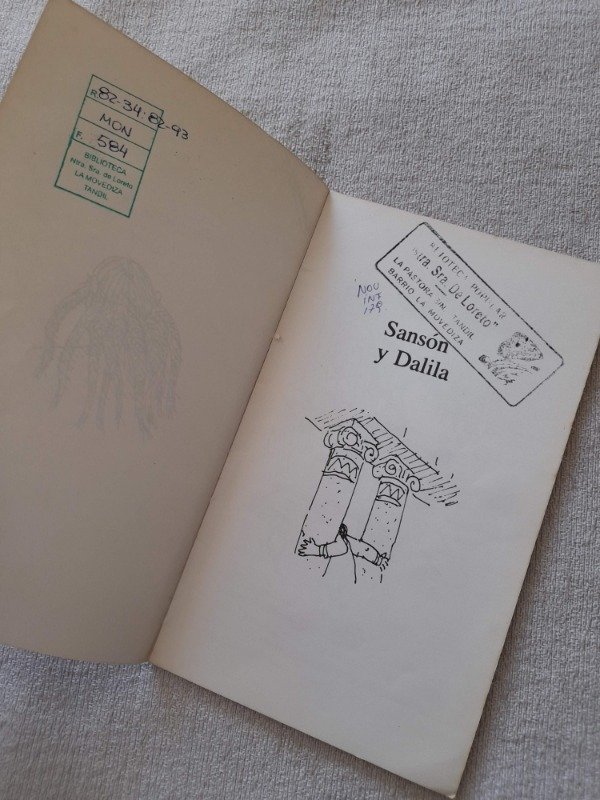 R. 82-34:82-93
MON
F. 584
BIBLIOTECA
Ntra. Sra. de Loreto
LA MOVEDIZA
TANDIL
Ntra. Sra. De Loreto"
LA PASTORA TANDIL
BARRIO LA MOVEDIZA
NOV
INF
179
Sansón
y Dalila